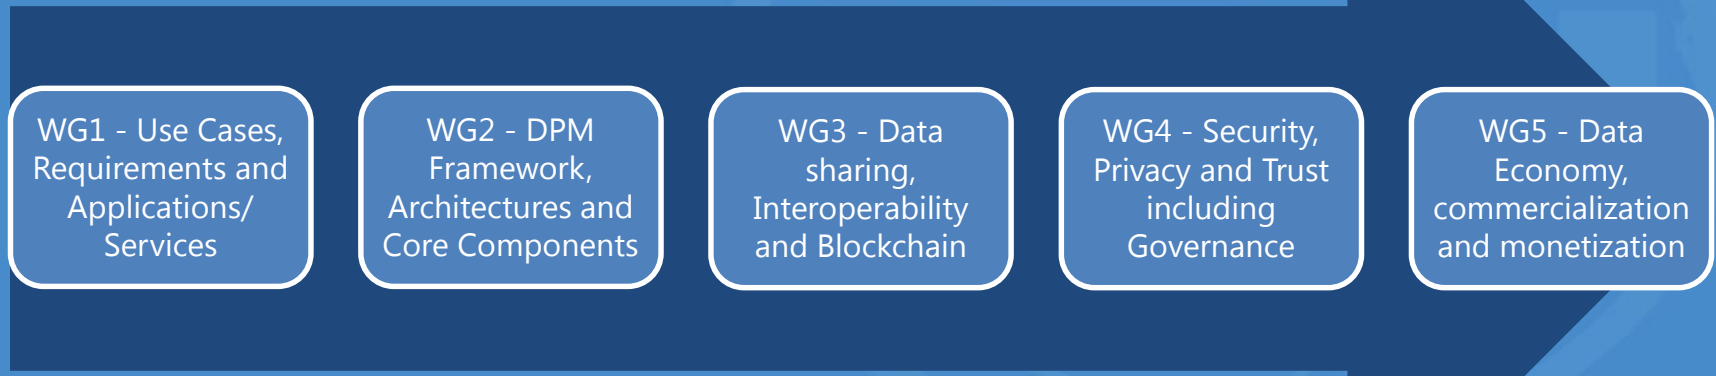 WG1 - Use Cases,
Requirements and
Applications/
Services
WG2 - DPM
Framework,
Architectures and
Core Components
WG3 - Data
sharing,
Interoperability
and Blockchain
WG4 - Security,
Privacy and Trust
including
Governance
WG5 - Data
Economy,
commercialization
and monetization